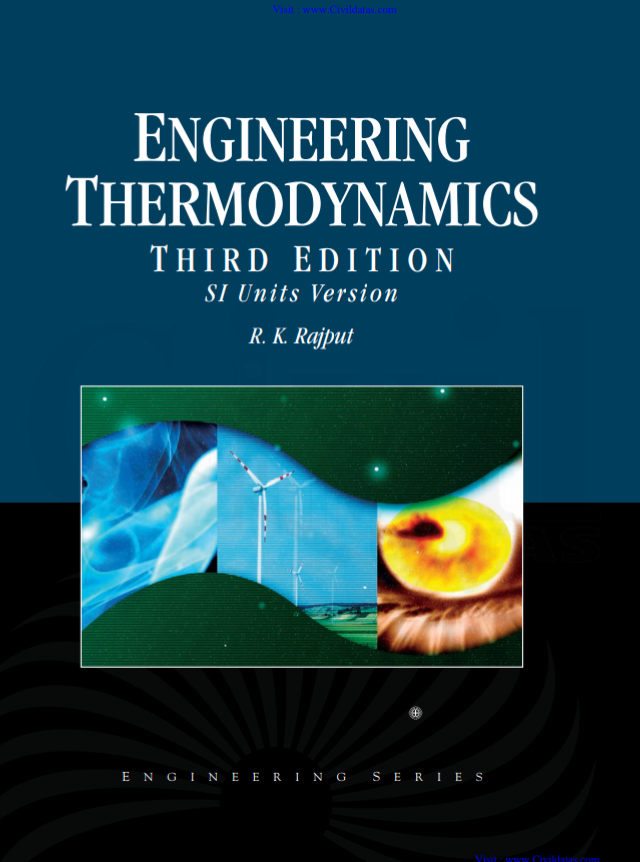 Visit : www.Civildatas.com
ENGINEERING
THERMODYNAMICS
THIRD EDITION
SI Units Version
R. K. Rajput
ENGINEERING SERIES
Visit : www.Civildatas.com